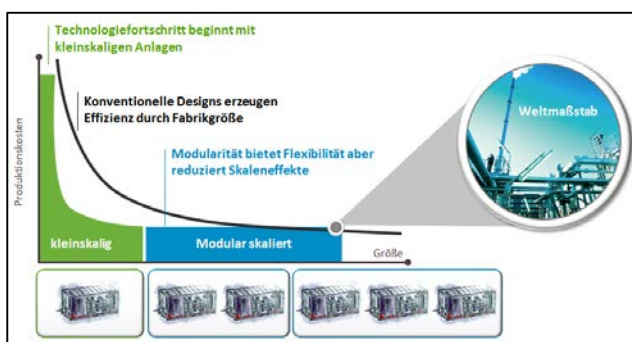 Technologiefortschritt beginnt mit
kleinskaligen Anlagen
Konventionelle Designs erzeugen
Effizienz durch Fabrikgröße
Weltmaßstab
Modularität bietet Flexibilität aber
reduziert Skaleneffekte
Produktionskosten
kleinskalig
Modular skaliert
Größe